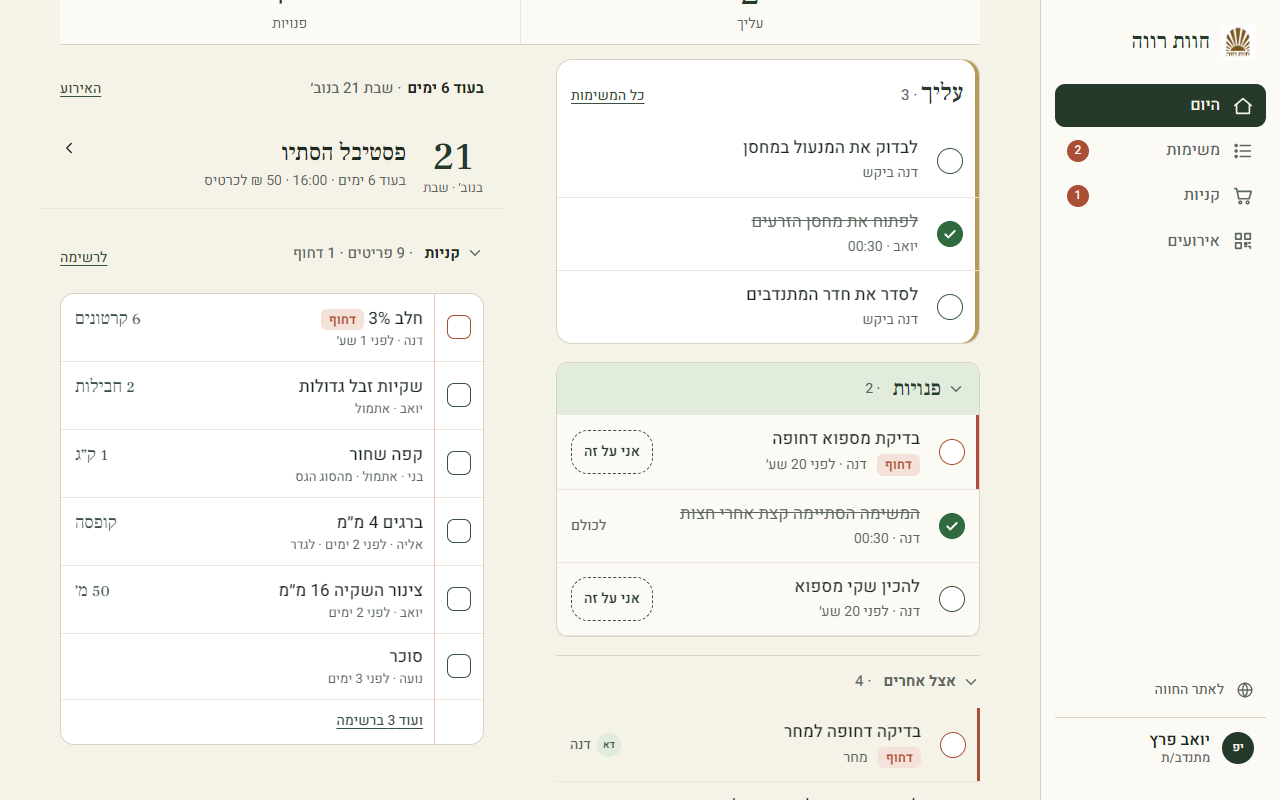 חוות רווה
היום
משימות
2
קניות
1
אירועים
לאתר החווה
יפ
יואב פרץ
מתנדב/ת
עליך
פנויות
עליך · 3
כל המשימות
לבדוק את המנעול במחסן
דנה ביקש
לפתוח את מחסן הזרעים
יואב · 00:30
לסדר את חדר המתנדבים
דנה ביקש
פנויות · 2
בדיקת מספוא דחופה
דחוף דנה · לפני 20 שע׳
אני על זה
המשימה הסתיימה קצת אחרי חצות
דנה · 00:30
לכולם
להכין שקי מספוא
דנה · לפני 20 שע׳
אני על זה
אצל אחרים · 4
בדיקה דחופה למחר
דחוף מחר
דא דנה
בעוד 6 ימים · שבת 21 בנוב׳
האירוע
21
בנוב׳ · שבת
פסטיבל הסתיו
בעוד 6 ימים · 16:00 · 50 ₪ לכרטיס
קניות · 9 פריטים · 1 דחוף
לרשימה
חלב 3% דחוף
דנה · לפני 1 שע׳
6 קרטונים
שקיות זבל גדולות
יואב · אתמול
2 חבילות
קפה שחור
בני · אתמול · מהסוג הגס
1 ק״ג
ברגים 4 מ״מ
אליה · לפני 2 ימים · לגדר
קופסה
צינור השקיה 16 מ״מ
יואב · לפני 2 ימים
50 מ׳
סוכר
נועה · לפני 3 ימים
ועוד 3 ברשימה